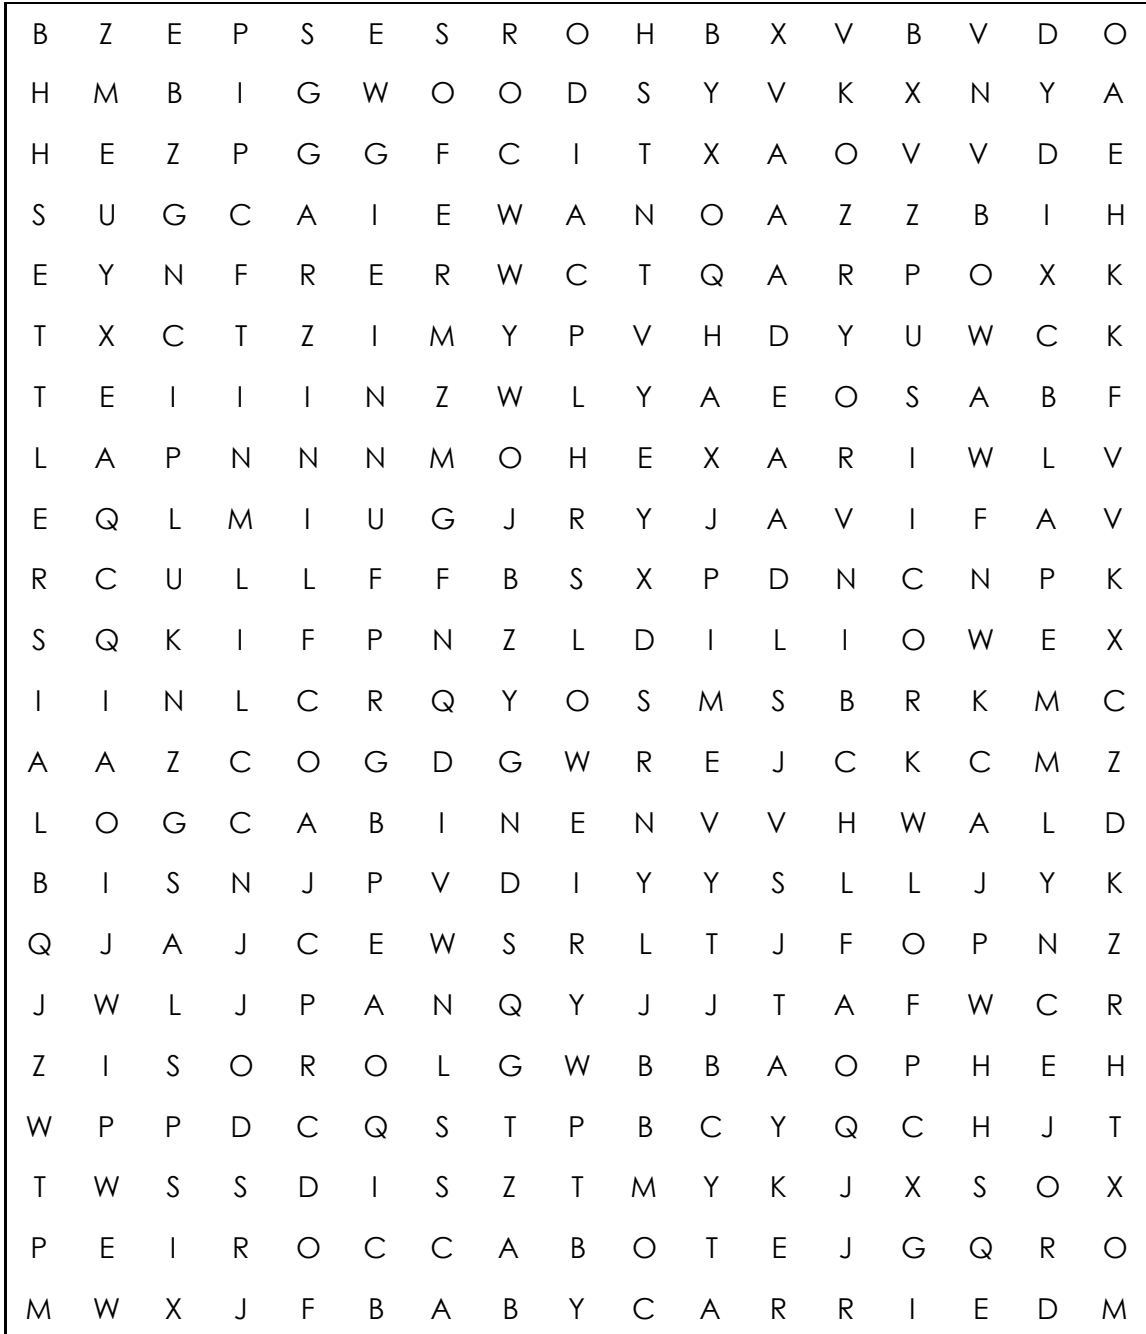 B Z E P S E S R O H B X V B V D O
H M B I G W O O D S Y V K X N Y A
H E Z P G G F C I T X A O V V D E
S U G C A I E W A N O A Z Z B I H
E Y N F R E R W C T Q A R P O X K
T X C T Z I M Y P V H D Y U W C K
T E I I I N Z W L Y A E O S A B F
L A P N N N M O H E X A R I W L V
E Q L M I U G J R Y J A V I F A V
R C U L L F F B S X P D N C N P K
S Q K I F P N Z L D I L I O W E X
I I N L C R Q Y O S M S B R K M C
A A Z C O G D G W R E J C K C M Z
L O G C A B I N E N V V H W A L D
B I S N J P V D I Y Y S L L J Y K
Q J A J C E W S R L T J F O P N Z
J W L J P A N Q Y J J T A F W C R
Z I S O R O L G W B B A O P H E H
W P P D C Q S T P B C Y Q C H J T
T W S S D I S Z T M Y K J X S O X
P E I R O C C A B O T E J G Q R O
M W X J F B A B Y C A R R I E D M